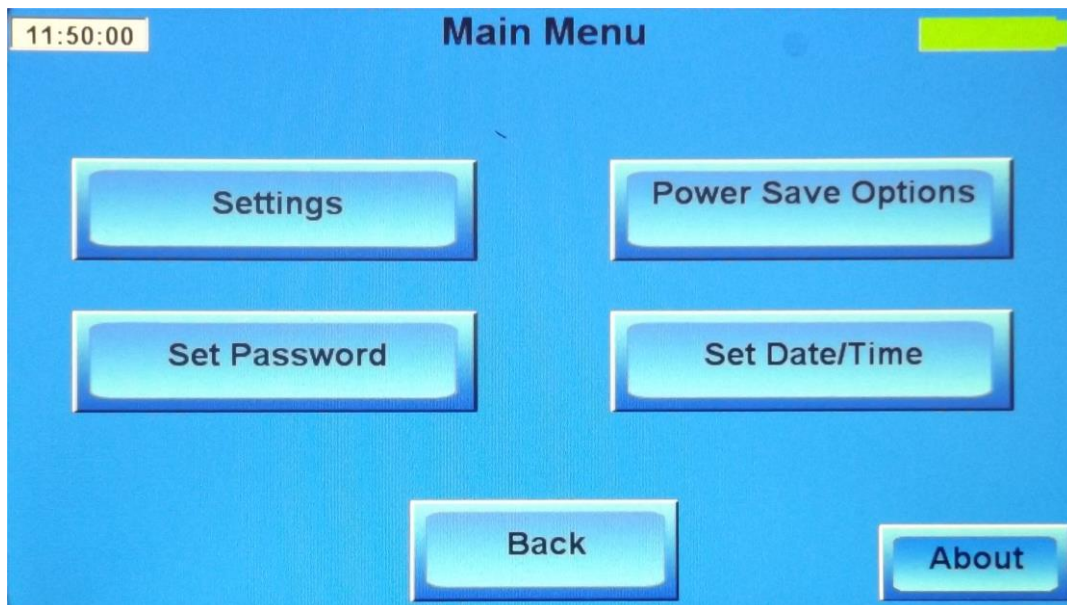 11:50:00
Main Menu
Settings
Power Save Options
Set Password
Set Date/Time
Back
About